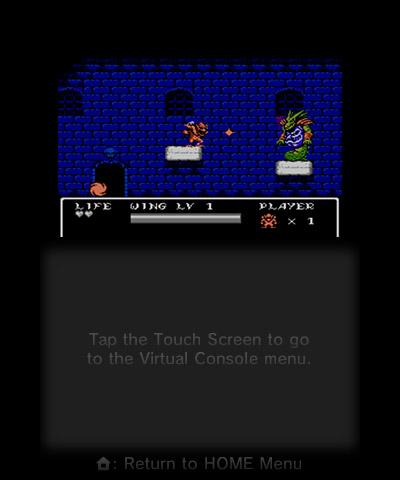 LIFE WING LV 1 PLAYER
× 1
Tap the Touch Screen to go
to the Virtual Console menu.
: Return to HOME Menu